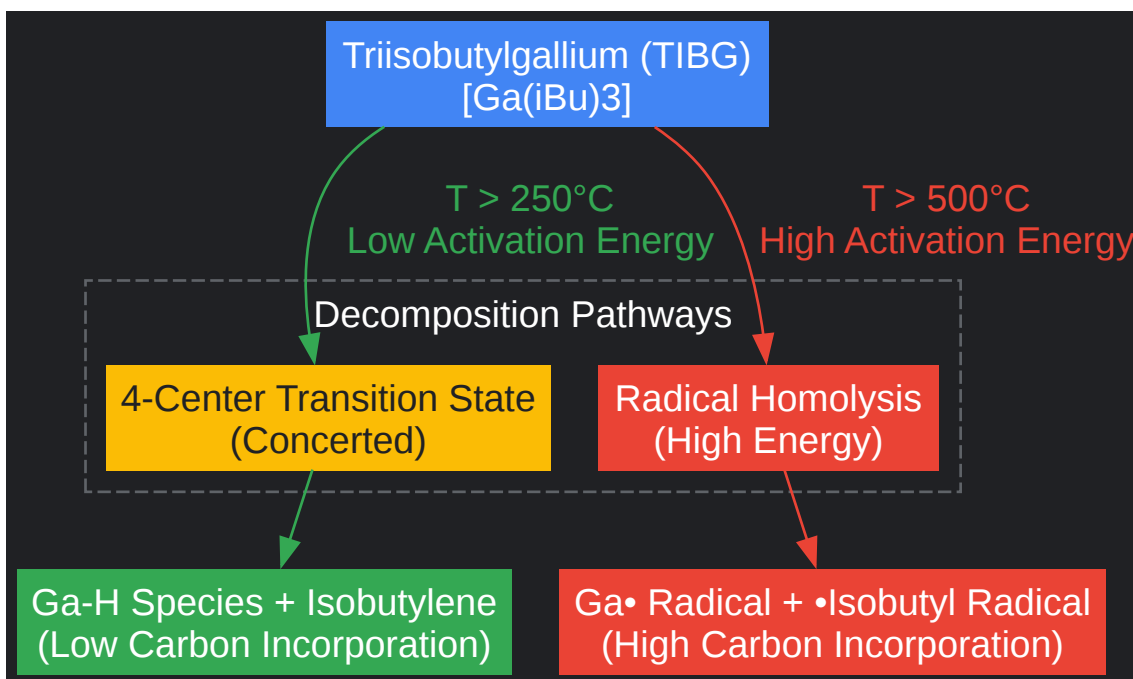 Triisobutylgallium (TIBG)
[Ga(iBu)3]
T > 250°C
Low Activation Energy
T > 500°C
High Activation Energy
Decomposition Pathways
4-Center Transition State
(Concerted)
Radical Homolysis
(High Energy)
Ga-H Species + Isobutylene
(Low Carbon Incorporation)
Ga• Radical + •Isobutyl Radical
(High Carbon Incorporation)